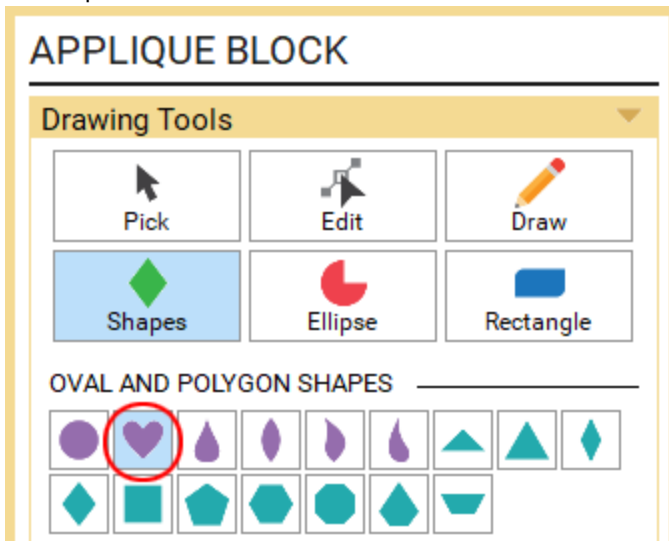 APPLIQUE BLOCK
Drawing Tools
Pick Edit Draw
Shapes Ellipse Rectangle
OVAL AND POLYGON SHAPES